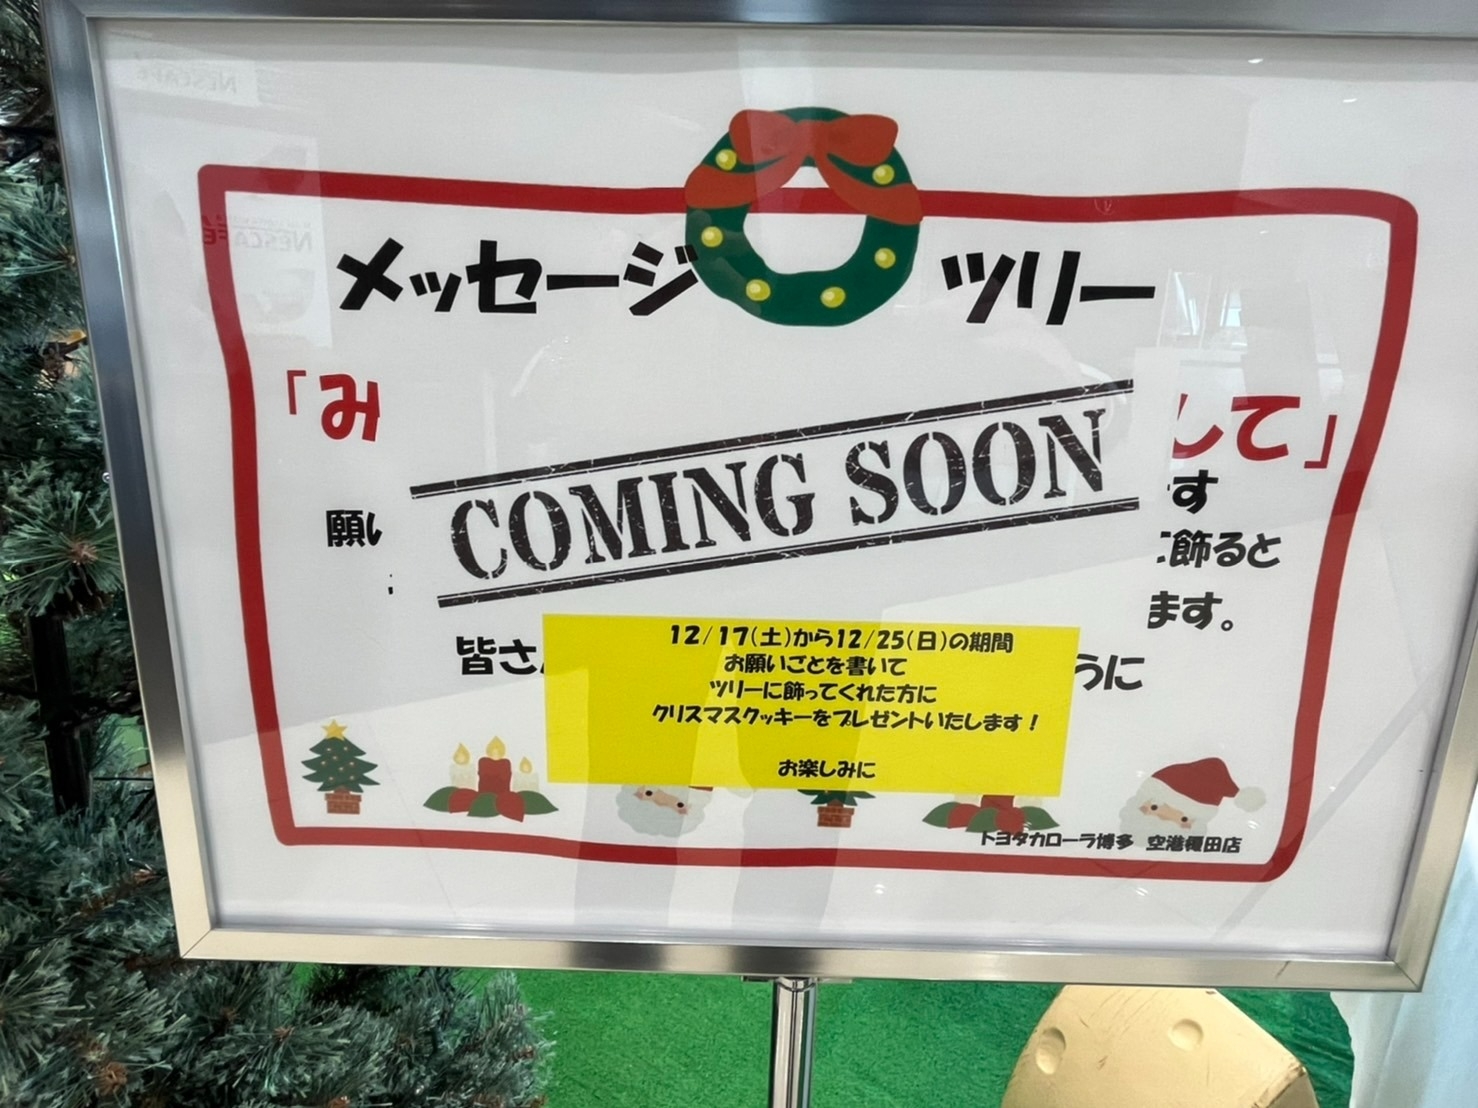 メッセージ ツリー
「み して」
COMING SOON
願い す
に飾ると
ます。
皆さん うに
12/17(土)から12/25(日)の期間
お願いごとを書いて
ツリーに飾ってくれた方に
クリスマスクッキーをプレゼントいたします!
お楽しみに
トヨタカローラ博多 空港榎田店